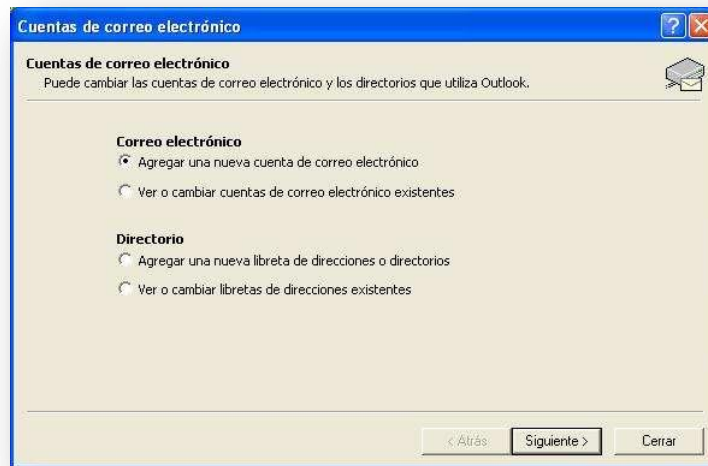 Cuentas de correo electrónico
Cuentas de correo electrónico
Puede cambiar las cuentas de correo electrónico y los directorios que utiliza Outlook.
Correo electrónico
Agregar una nueva cuenta de correo electrónico
Ver o cambiar cuentas de correo electrónico existentes
Directorio
Agregar una nueva libreta de direcciones o directorios
Ver o cambiar libretas de direcciones existentes
< Atrás Siguiente > Cerrar